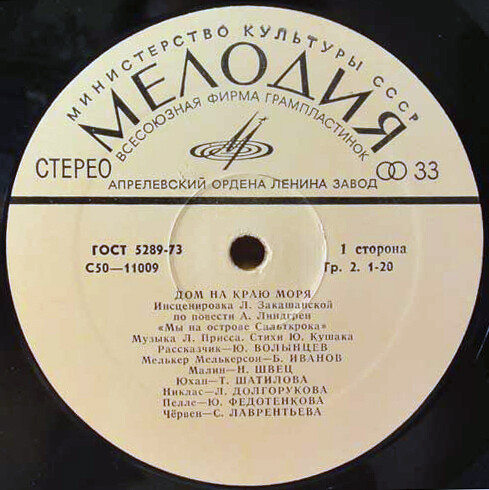 МИНИСТЕРСТВО КУЛЬТУРЫ СССР
МЕЛОДИЯ
ВСЕСОЮЗНАЯ ФИРМА ГРАМПЛАСТИНОК
СТЕРЕО
33
АПРЕЛЕВСКИЙ ОРДЕНА ЛЕНИНА ЗАВОД
ГОСТ 5289-73
1 сторона
С50—11009
Гр. 2. 1-20
ДОМ НА КРАЮ МОРЯ
Инсценировка Л. Закашанской
по повести А. Линдгрен
«Мы на острове Сальткрока»
Музыка Л. Присса. Стихи Ю. Кушака
Рассказчик—Ю. ВОЛЫНЦЕВ
Мелькер Мелькерсон—Б. ИВАНОВ
Малин—Н. ШВЕЦ
Юхан—Т. ШАТИЛОВА
Никлас—Л. ДОЛГОРУКОВА
Пелле—Ю. ФЕДОТЕНКОВА
Чёрвен—С. ЛАВРЕНТЬЕВА